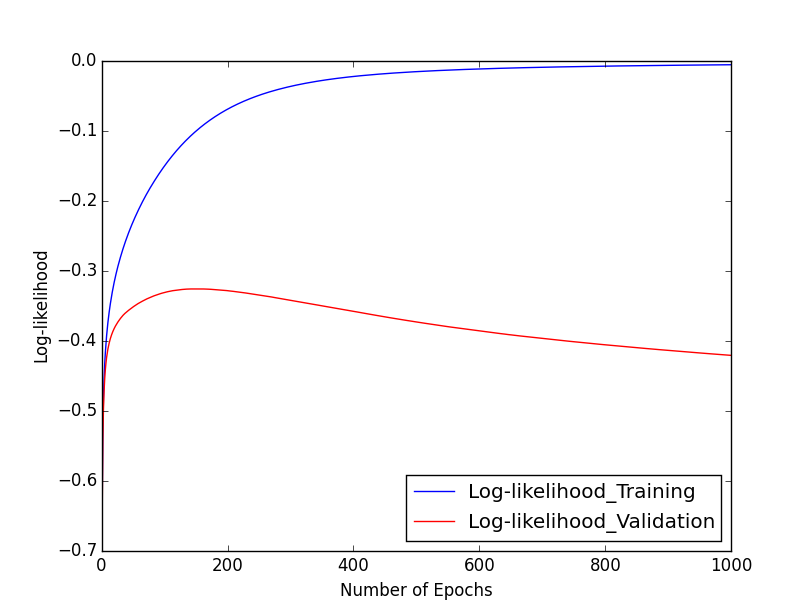 0.0
−0.1
−0.2
−0.3
−0.4
−0.5
−0.6
−0.7
Log-likelihood
Log-likelihood_Training
Log-likelihood_Validation
0 200 400 600 800 1000
Number of Epochs